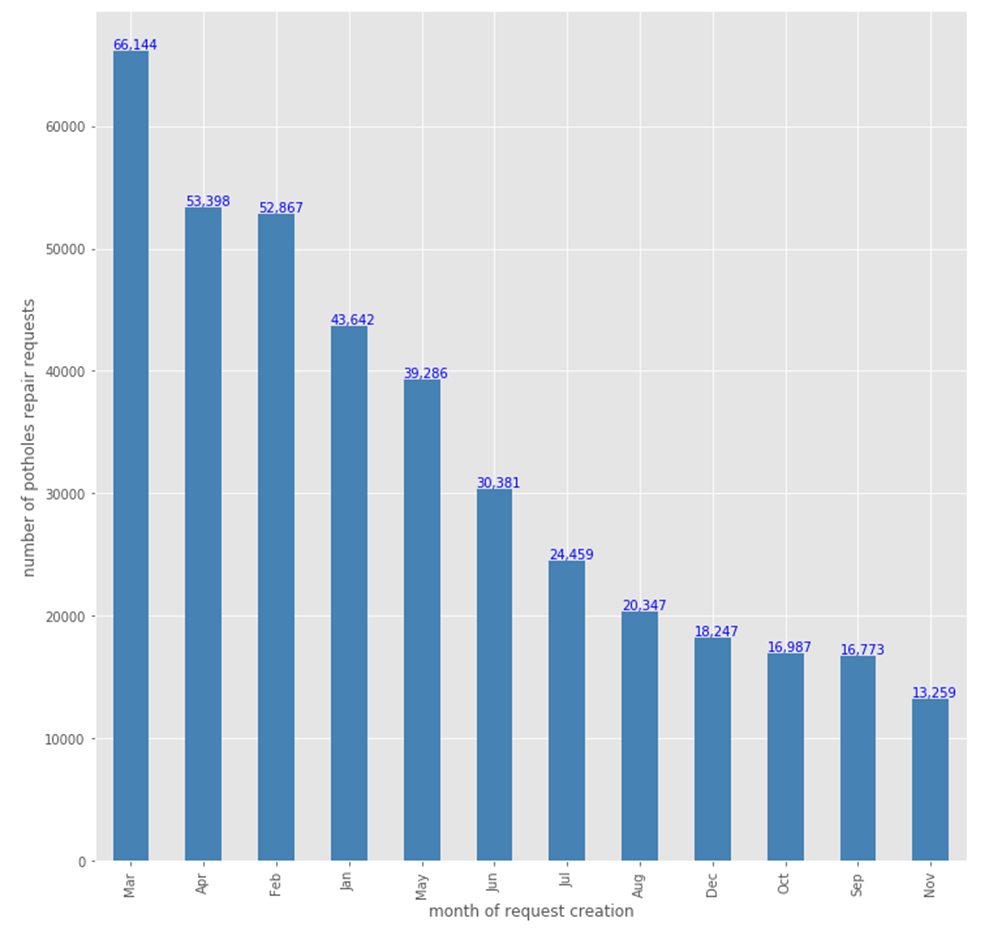 66,144
53,398
52,867
43,642
39,286
30,381
24,459
20,347
18,247
16,987
16,773
13,259
60000
50000
40000
30000
20000
10000
0
number of potholes repair requests
Mar
Apr
Feb
Jan
May
Jun
Jul
Aug
Dec
Oct
Sep
Nov
month of request creation